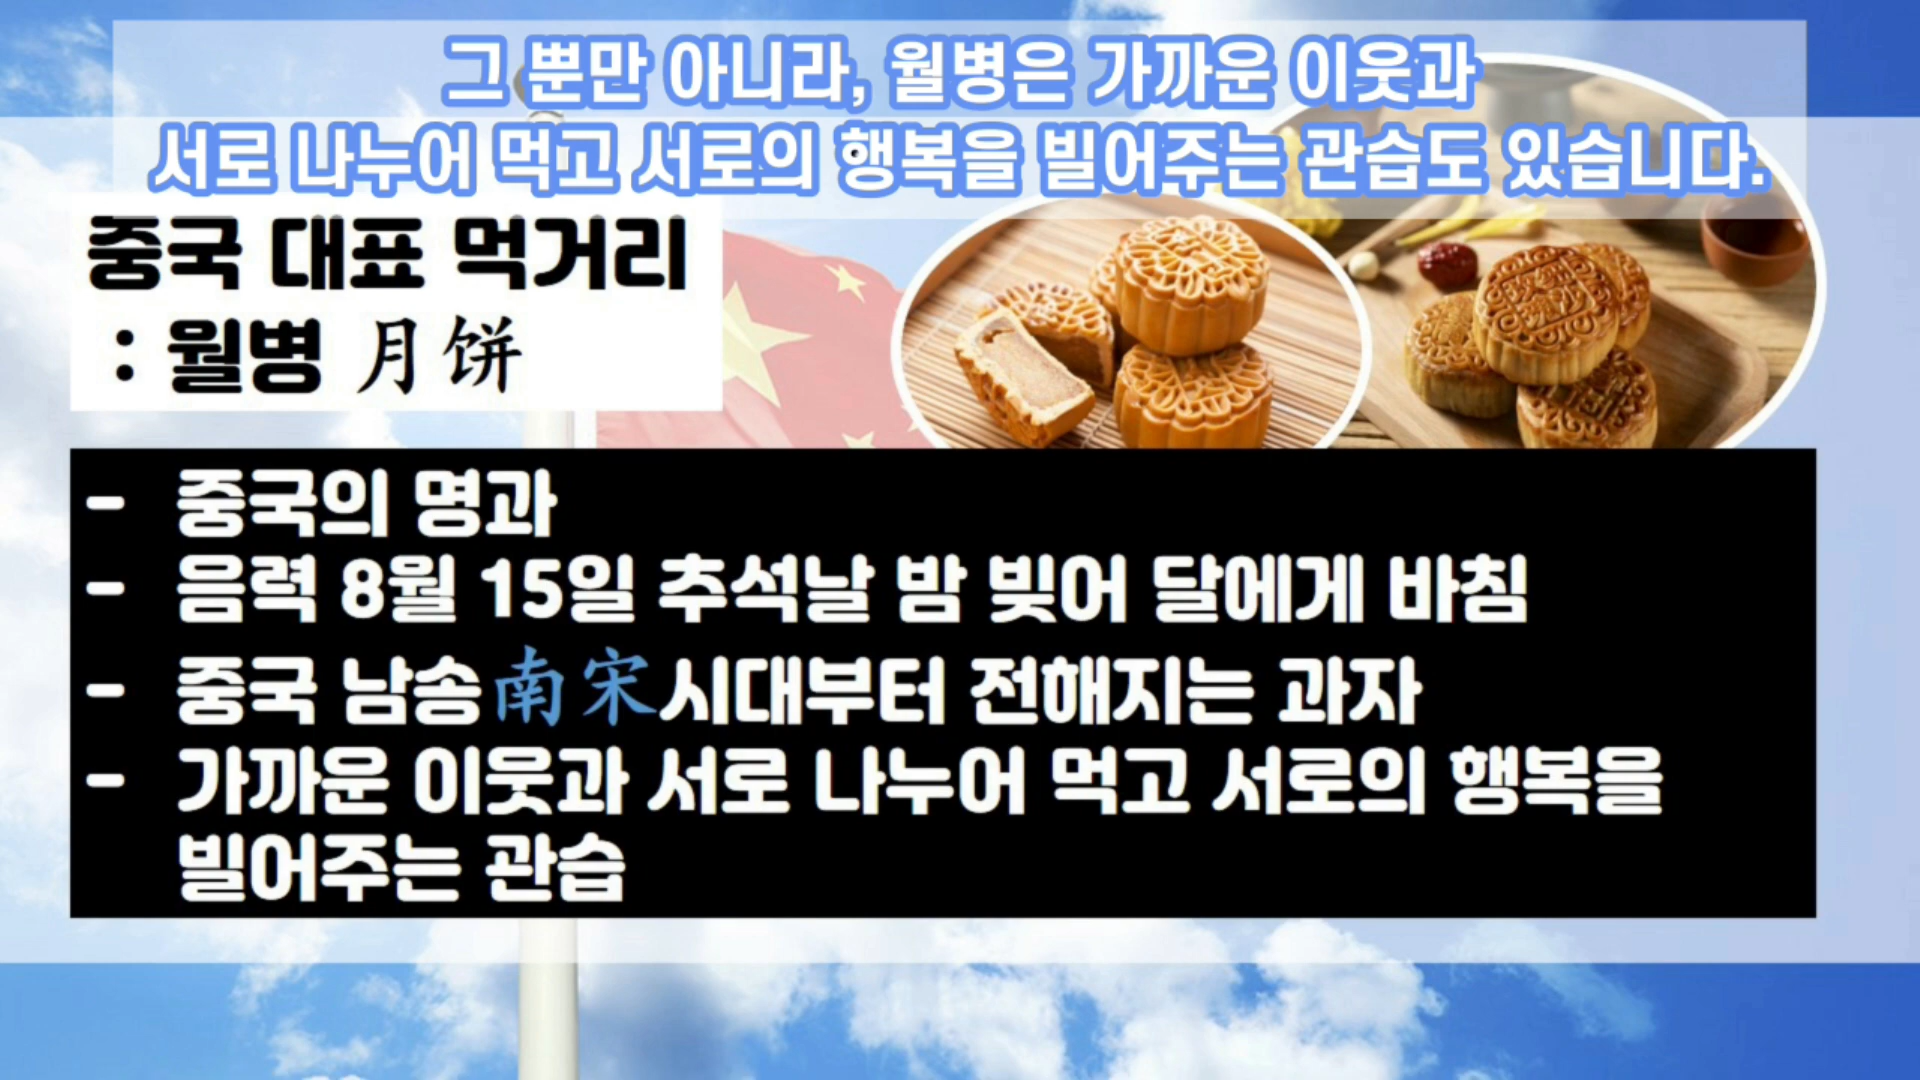 그 뿐만 아니라, 월병은 가까운 이웃과
서로 나누어 먹고 서로의 행복을 빌어주는 관습도 있습니다.
중국 대표 먹거리
: 월병 月饼
- 중국의 명과
- 음력 8월 15일 추석날 밤 빚어 달에게 바침
- 중국 남송南宋시대부터 전해지는 과자
- 가까운 이웃과 서로 나누어 먹고 서로의 행복을
빌어주는 관습